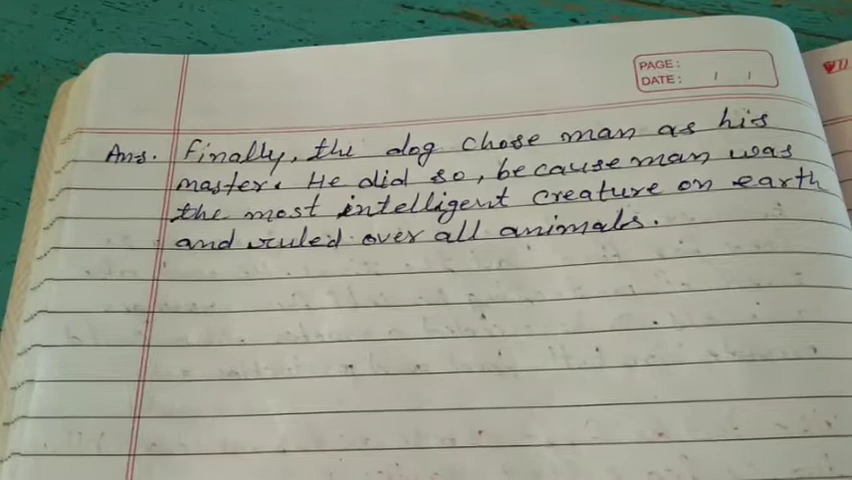 PAGE:
DATE: / /
Ans. Finally, the dog chose man as his
master. He did so, because man was
the most intelligent creature on earth
and ruled over all animals.